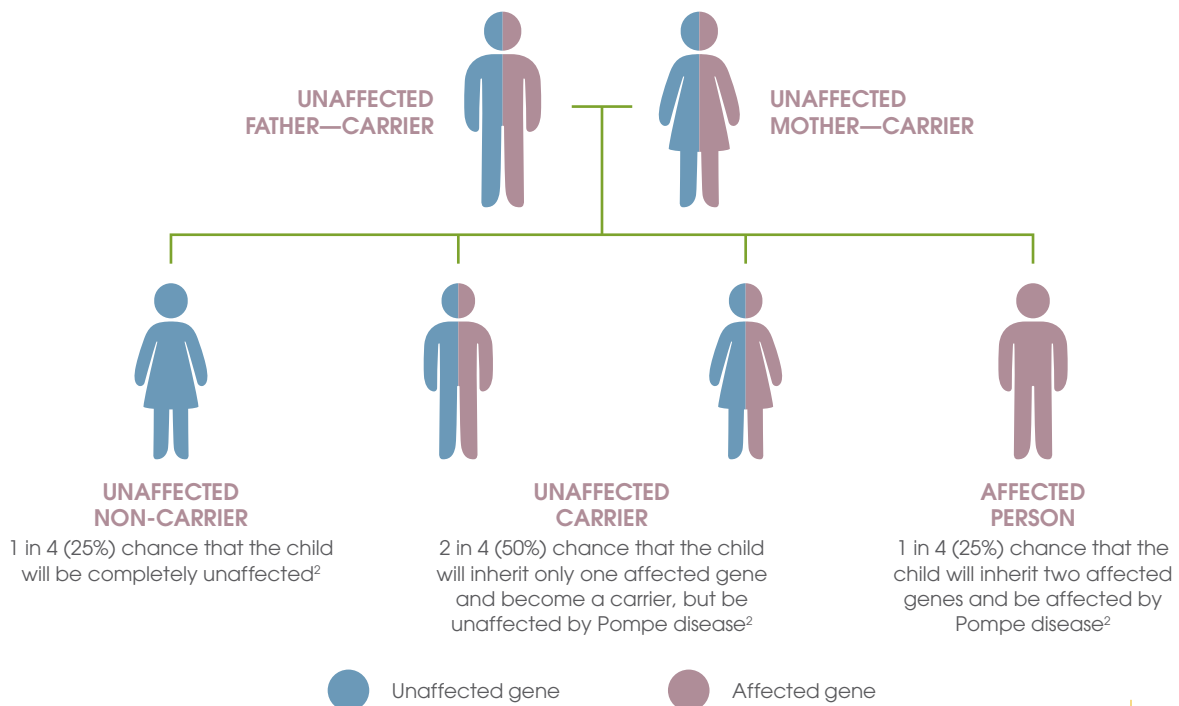 UNAFFECTED
FATHER—CARRIER
UNAFFECTED
MOTHER—CARRIER
UNAFFECTED
NON-CARRIER
1 in 4 (25%) chance that the child
will be completely unaffected²
UNAFFECTED
CARRIER
2 in 4 (50%) chance that the child
will inherit only one affected gene
and become a carrier, but be
unaffected by Pompe disease²
AFFECTED
PERSON
1 in 4 (25%) chance that the
child will inherit two affected
genes and be affected by
Pompe disease²
Unaffected gene
Affected gene